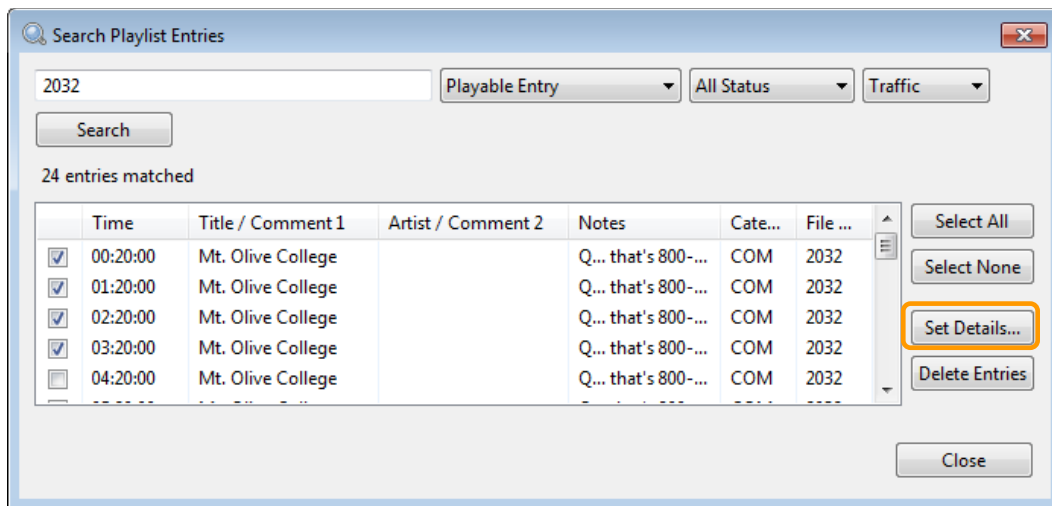 Search Playlist Entries
2032 Playable Entry All Status Traffic
Search
24 entries matched
Time Title / Comment 1 Artist / Comment 2 Notes Cate... File ... Select All
00:20:00 Mt. Olive College Q... that's 800-... COM 2032
Select None
01:20:00 Mt. Olive College Q... that's 800-... COM 2032
02:20:00 Mt. Olive College Q... that's 800-... COM 2032
Set Details...
03:20:00 Mt. Olive College Q... that's 800-... COM 2032
04:20:00 Mt. Olive College Q... that's 800-... COM 2032
Delete Entries
Close